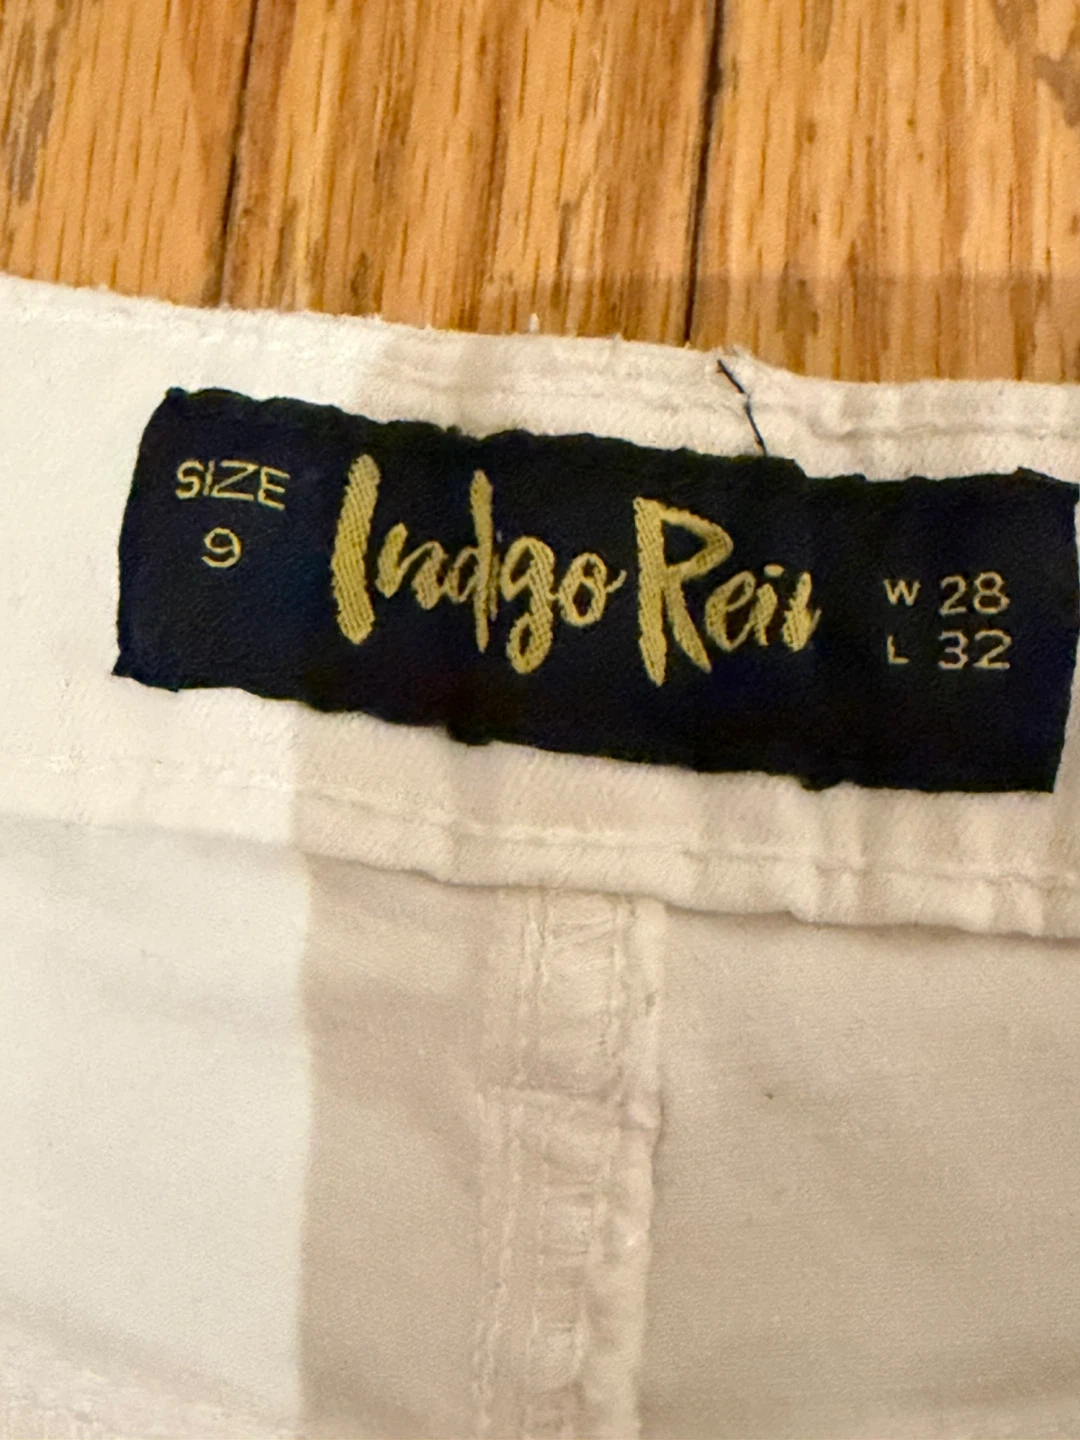 SIZE
9
Indigo Rein
W 28
L 32